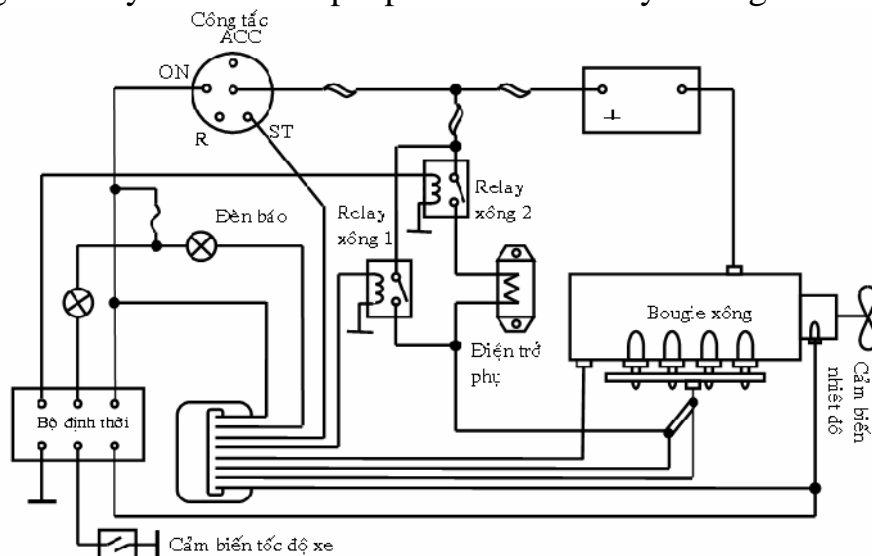 Công tắc
ACC
ON
R
ST
Relay
xông 2
Đèn báo
Relay
xông 1
Bougie xông
Điện trở
phụ
Cảm biến
nhiệt độ
Bộ định thời
Cảm biến tốc độ xe